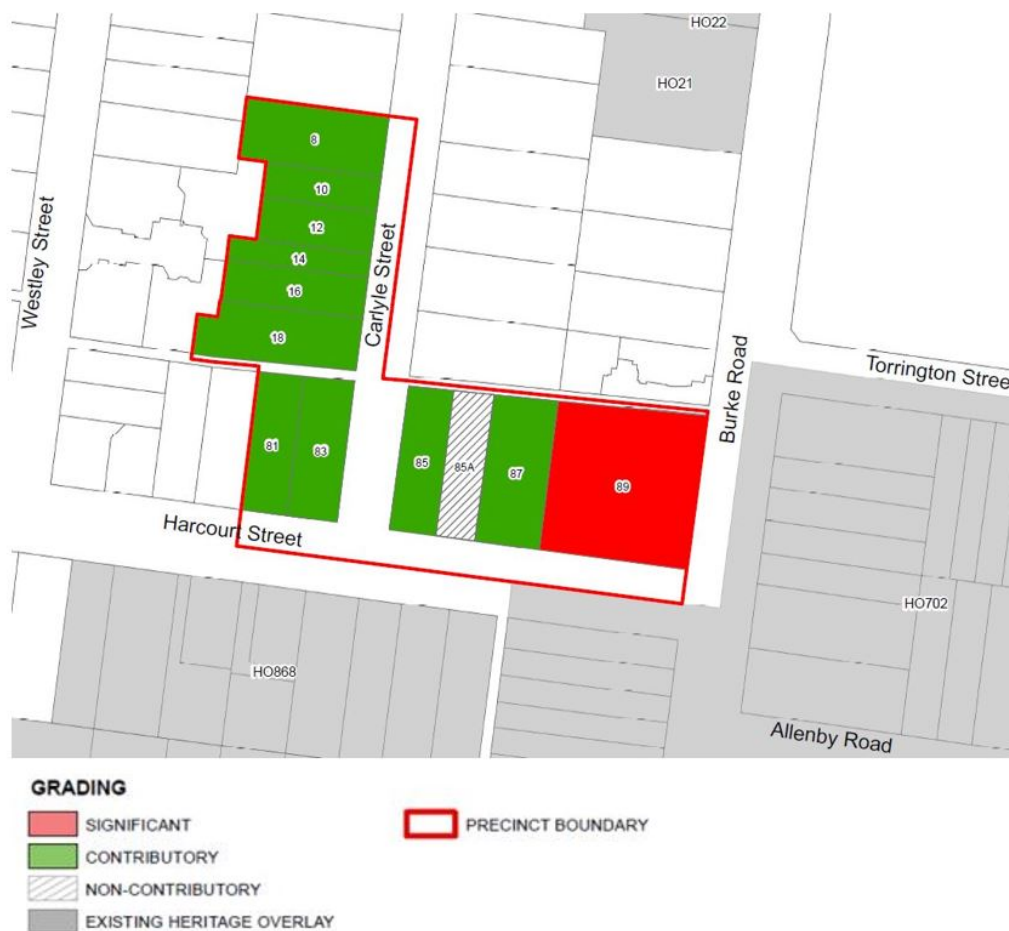 HO22
HO21
8
10
12
14
16
18
Westley Street
Carlyle Street
Burke Road
Torrington Stree
81
83
85
85A
87
89
Harcourt Street
HO702
HO868
Allenby Road
GRADING
SIGNIFICANT
CONTRIBUTORY
NON-CONTRIBUTORY
EXISTING HERITAGE OVERLAY
PRECINCT BOUNDARY